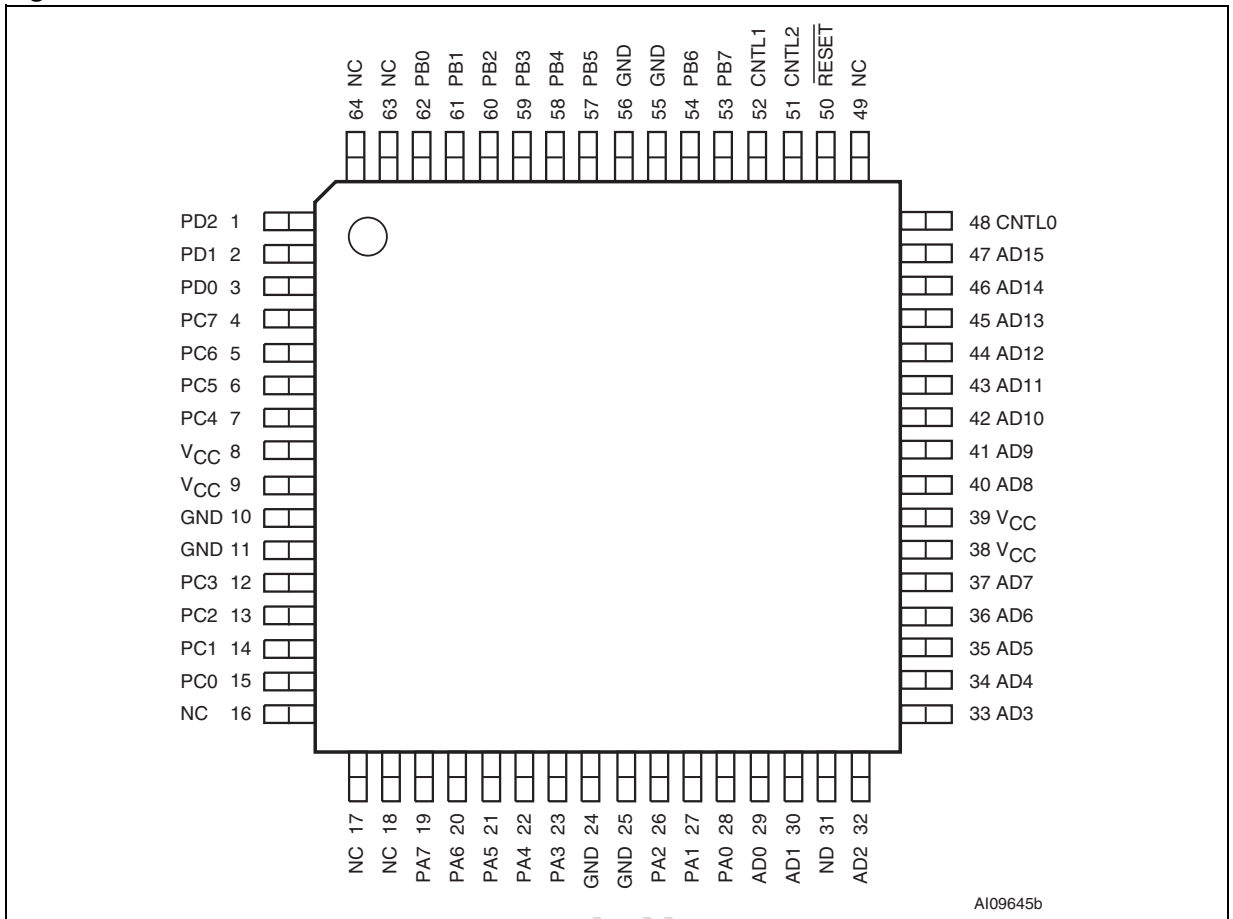 64 NC
63 NC
62 PB0
61 PB1
60 PB2
59 PB3
58 PB4
57 PB5
56 GND
55 GND
54 PB6
53 PB7
52 CNTL1
51 CNTL2
50 RESET
49 NC
PD2 1
PD1 2
PD0 3
PC7 4
PC6 5
PC5 6
PC4 7
VCC 8
VCC 9
GND 10
GND 11
PC3 12
PC2 13
PC1 14
PC0 15
NC 16
48 CNTL0
47 AD15
46 AD14
45 AD13
44 AD12
43 AD11
42 AD10
41 AD9
40 AD8
39 VCC
38 VCC
37 AD7
36 AD6
35 AD5
34 AD4
33 AD3
NC 17
NC 18
PA7 19
PA6 20
PA5 21
PA4 22
PA3 23
GND 24
GND 25
PA2 26
PA1 27
PA0 28
AD0 29
AD1 30
ND 31
AD2 32
AI09645b